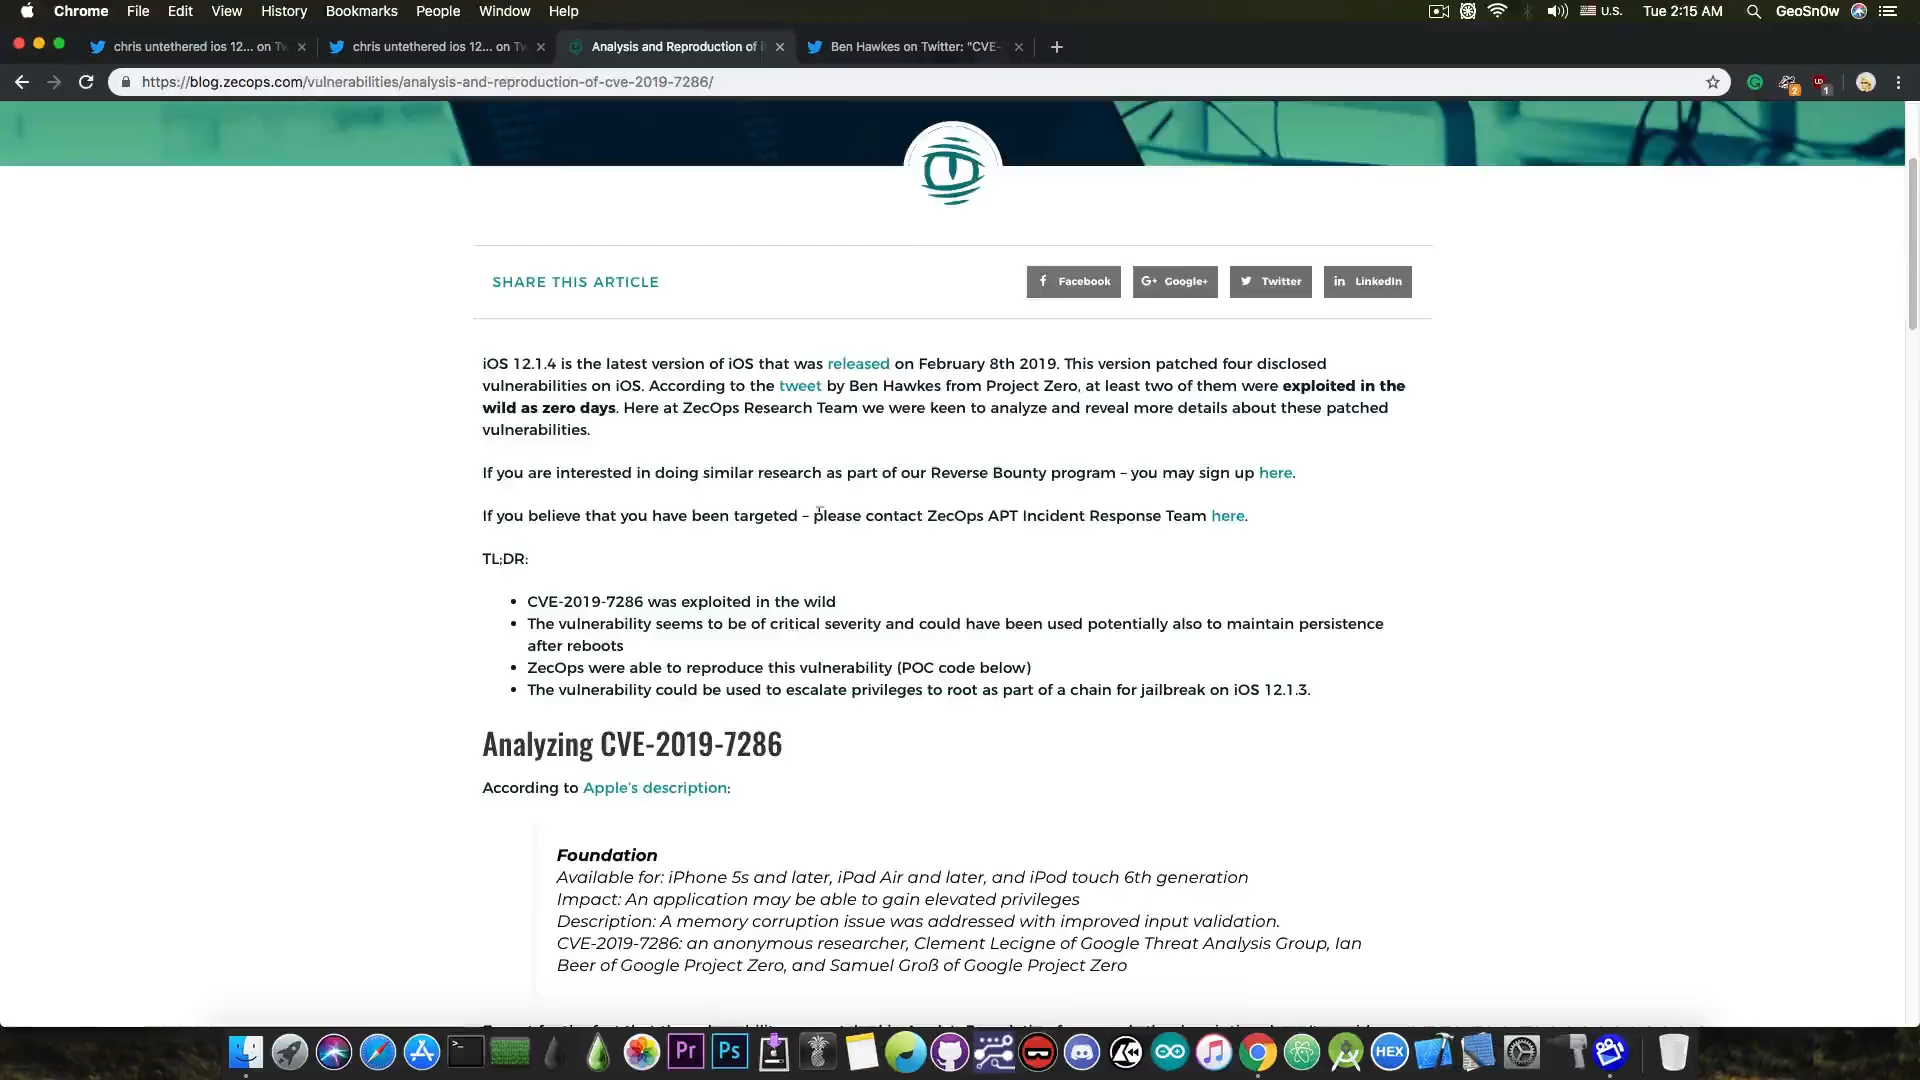 Chrome File Edit View History Bookmarks People Window Help U.S. Tue 2:15 AM GeoSn0w
chris untethered ios 12... on Tw chris untethered ios 12... on Tw Analysis and Reproduction of i Ben Hawkes on Twitter: "CVE-
https://blog.zecops.com/vulnerabilities/analysis-and-reproduction-of-cve-2019-7286/ 2 1
SHARE THIS ARTICLE Facebook G+ Google+ Twitter in LinkedIn
iOS 12.1.4 is the latest version of iOS that was released on February 8th 2019. This version patched four disclosed
vulnerabilities on iOS. According to the tweet by Ben Hawkes from Project Zero, at least two of them were exploited in the
wild as zero days. Here at ZecOps Research Team we were keen to analyze and reveal more details about these patched
vulnerabilities.
If you are interested in doing similar research as part of our Reverse Bounty program – you may sign up here.
If you believe that you have been targeted – please contact ZecOps APT Incident Response Team here.
TL;DR:
• CVE-2019-7286 was exploited in the wild
• The vulnerability seems to be of critical severity and could have been used potentially also to maintain persistence
after reboots
• ZecOps were able to reproduce this vulnerability (POC code below)
• The vulnerability could be used to escalate privileges to root as part of a chain for jailbreak on iOS 12.1.3.
Analyzing CVE-2019-7286
According to Apple's description:
Foundation
Available for: iPhone 5s and later, iPad Air and later, and iPod touch 6th generation
Impact: An application may be able to gain elevated privileges
Description: A memory corruption issue was addressed with improved input validation.
CVE-2019-7286: an anonymous researcher, Clement Lecigne of Google Threat Analysis Group, Ian
Beer of Google Project Zero, and Samuel Groß of Google Project Zero
Pr Ps HEX